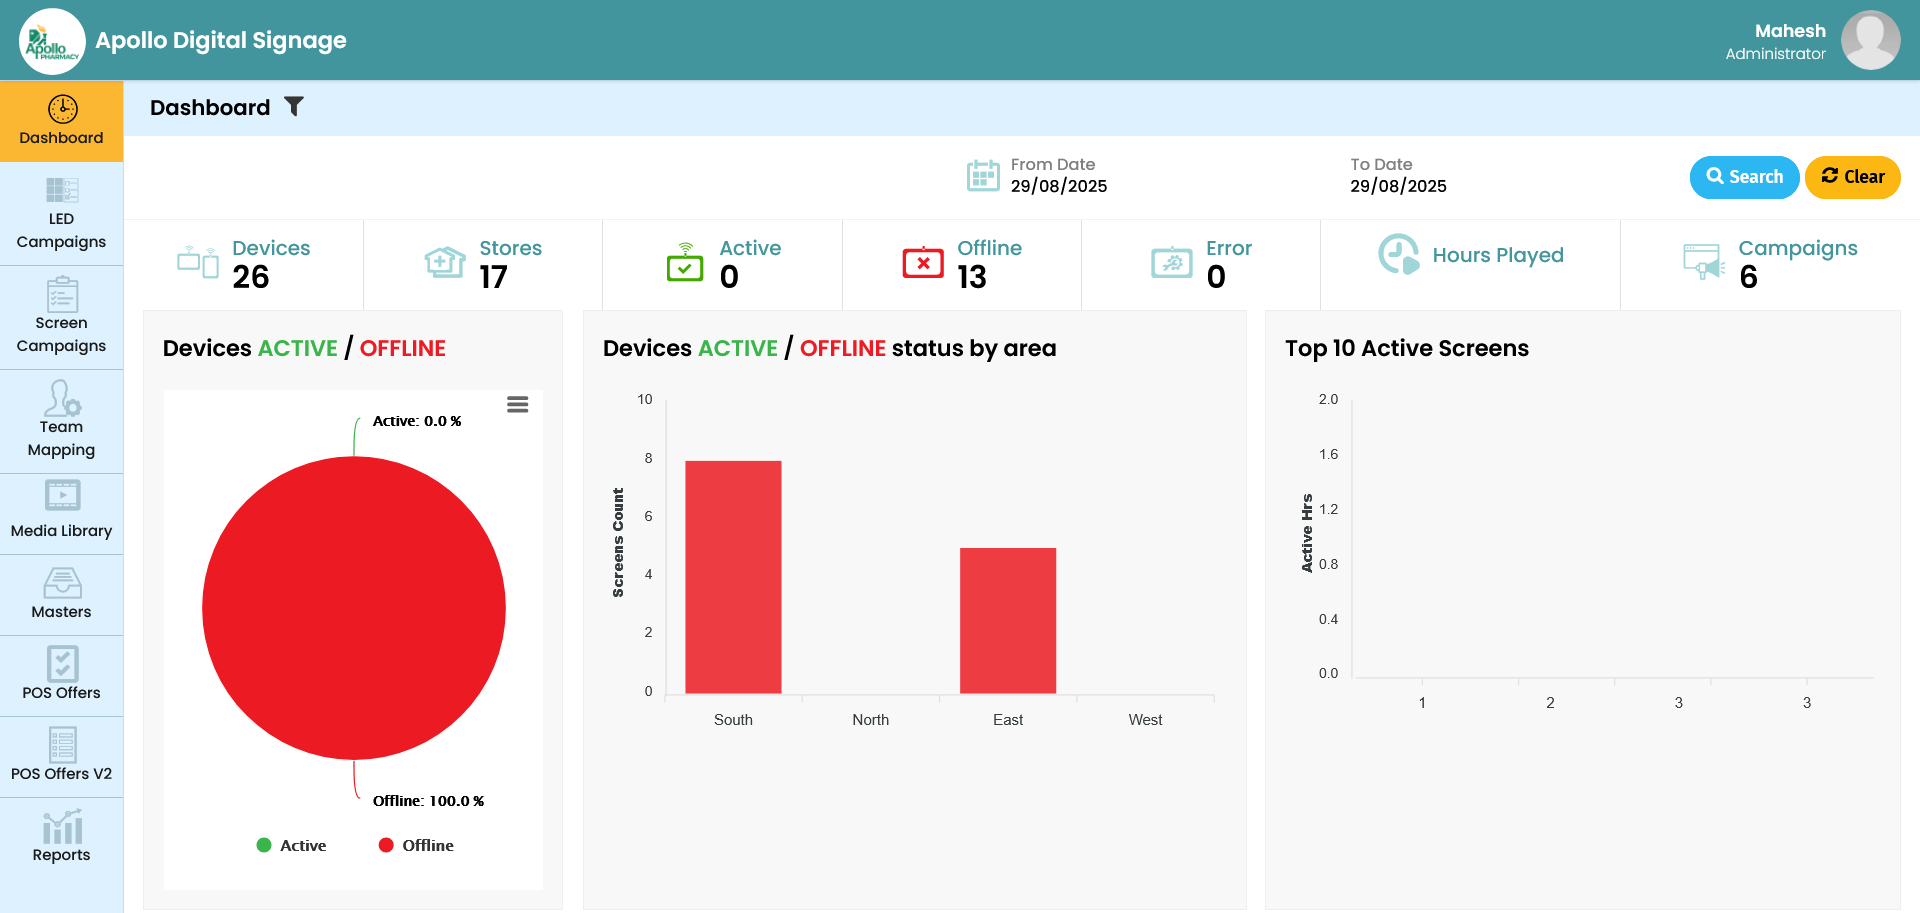 Apollo
PHARMACY
Apollo Digital Signage
Mahesh
Administrator
Dashboard
LED
Campaigns
Screen
Campaigns
Team
Mapping
Media Library
Masters
POS Offers
POS Offers V2
Reports
Dashboard
From Date
29/08/2025
To Date
29/08/2025
Search
Clear
Devices
26
Stores
17
Active
0
Offline
13
Error
0
Hours Played
Campaigns
6
Devices ACTIVE / OFFLINE
Active: 0.0 %
Offline: 100.0 %
Active
Offline
Devices ACTIVE / OFFLINE status by area
Screens Count
10
8
6
4
2
0
South
North
East
West
Top 10 Active Screens
Active Hrs
2.0
1.6
1.2
0.8
0.4
0.0
1
2
3
3